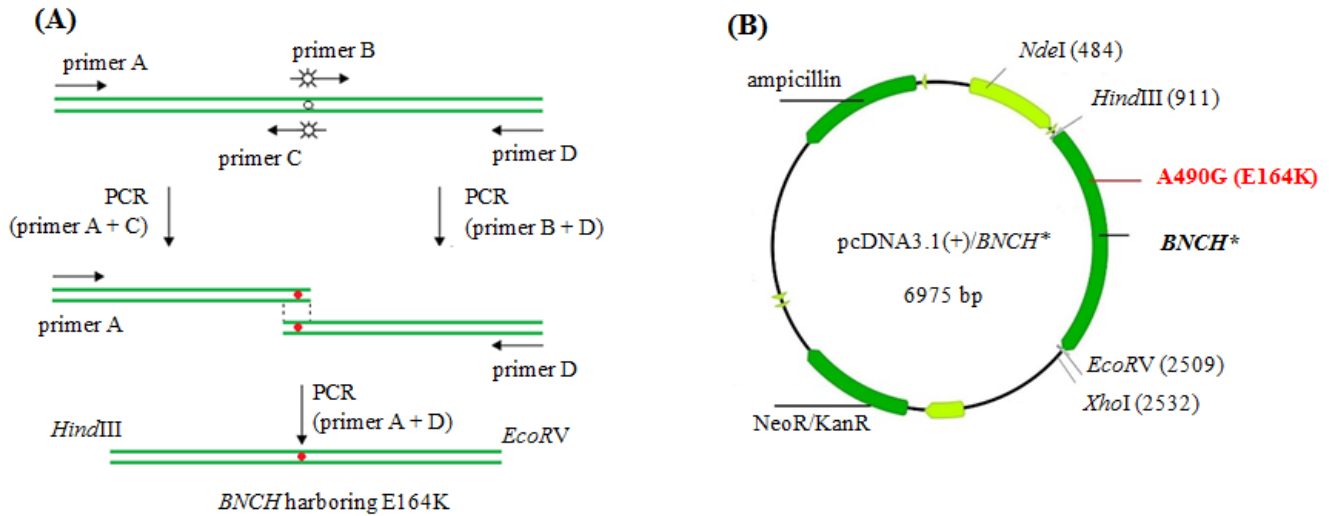 (A)
primer A
primer B
primer C
primer D
PCR
(primer A + C)
PCR
(primer B + D)
primer A
primer D
PCR
(primer A + D)
HindIII
EcoRV
BNCH harboring E164K
(B)
ampicillin
NdeI (484)
HindIII (911)
A490G (E164K)
BNCH*
pcDNA3.1(+)/BNCH*
6975 bp
EcoRV (2509)
XhoI (2532)
NeoR/KanR